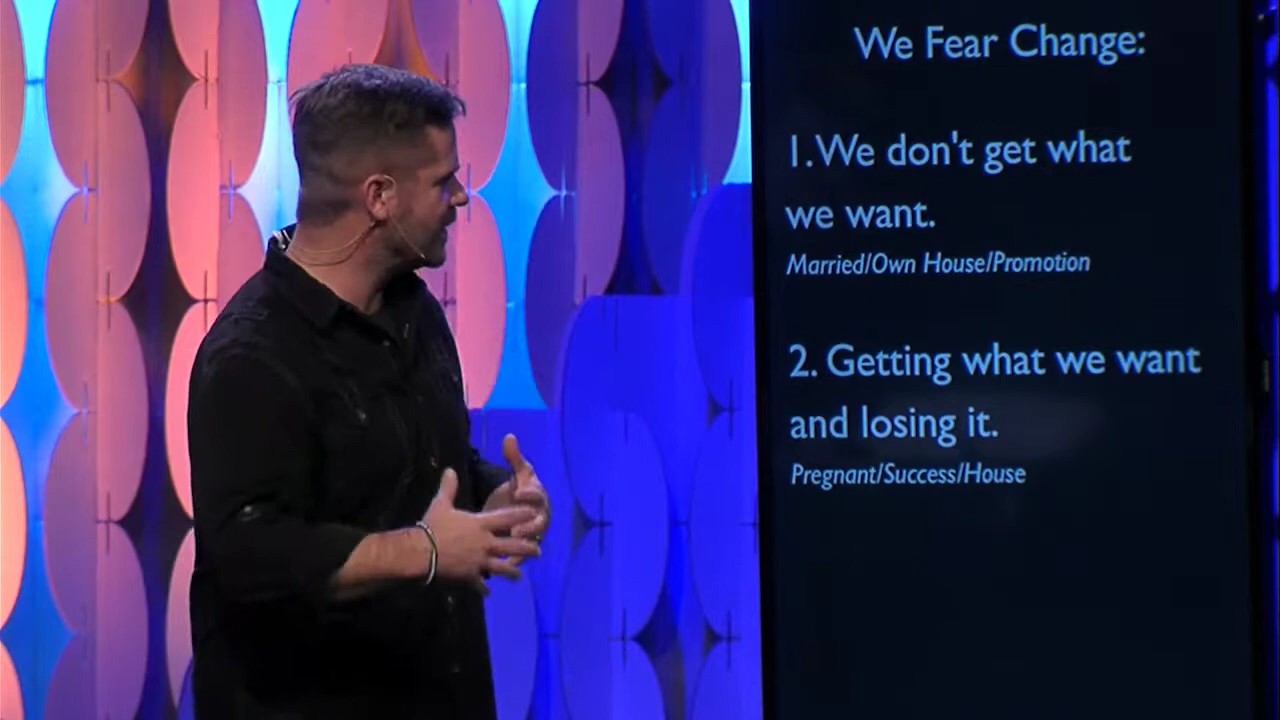 We Fear Change:
1.We don't get what
we want.
Married/Own House/Promotion
2. Getting what we want
and losing it.
Pregnant/Success/House